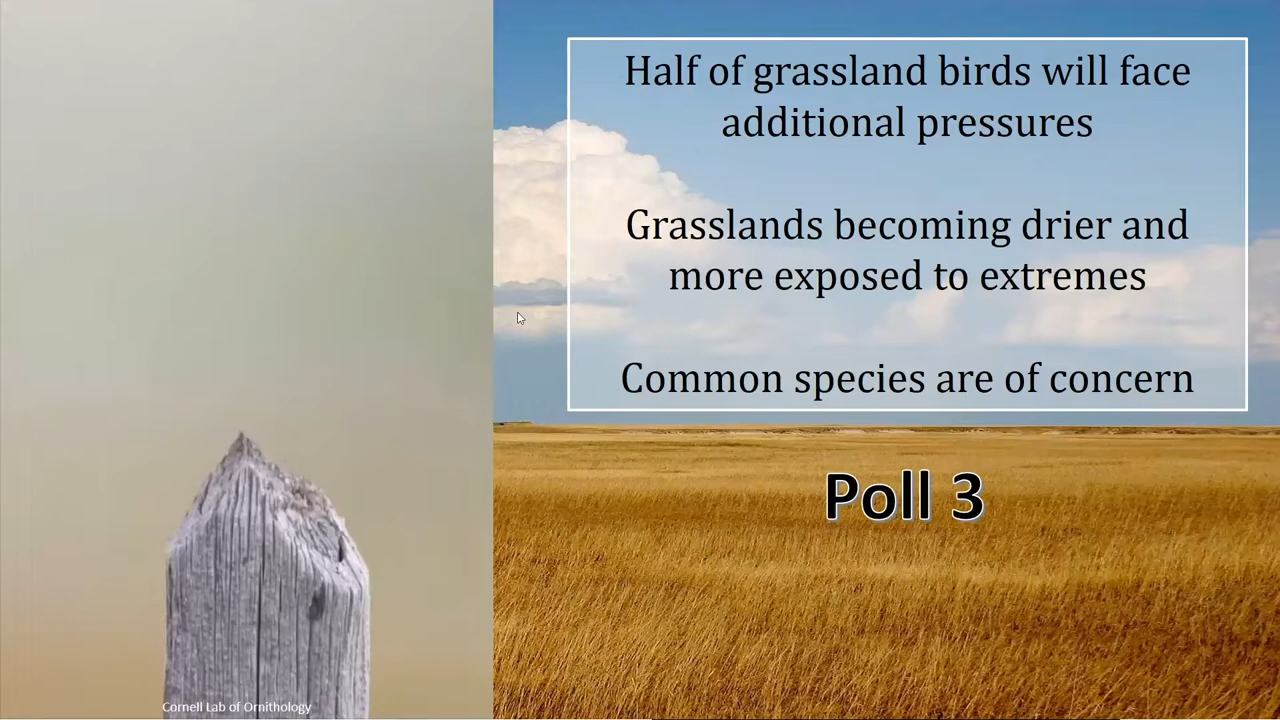 Half of grassland birds will face
additional pressures
Grasslands becoming drier and
more exposed to extremes
Common species are of concern
Poll 3
Cornell Lab of Ornithology